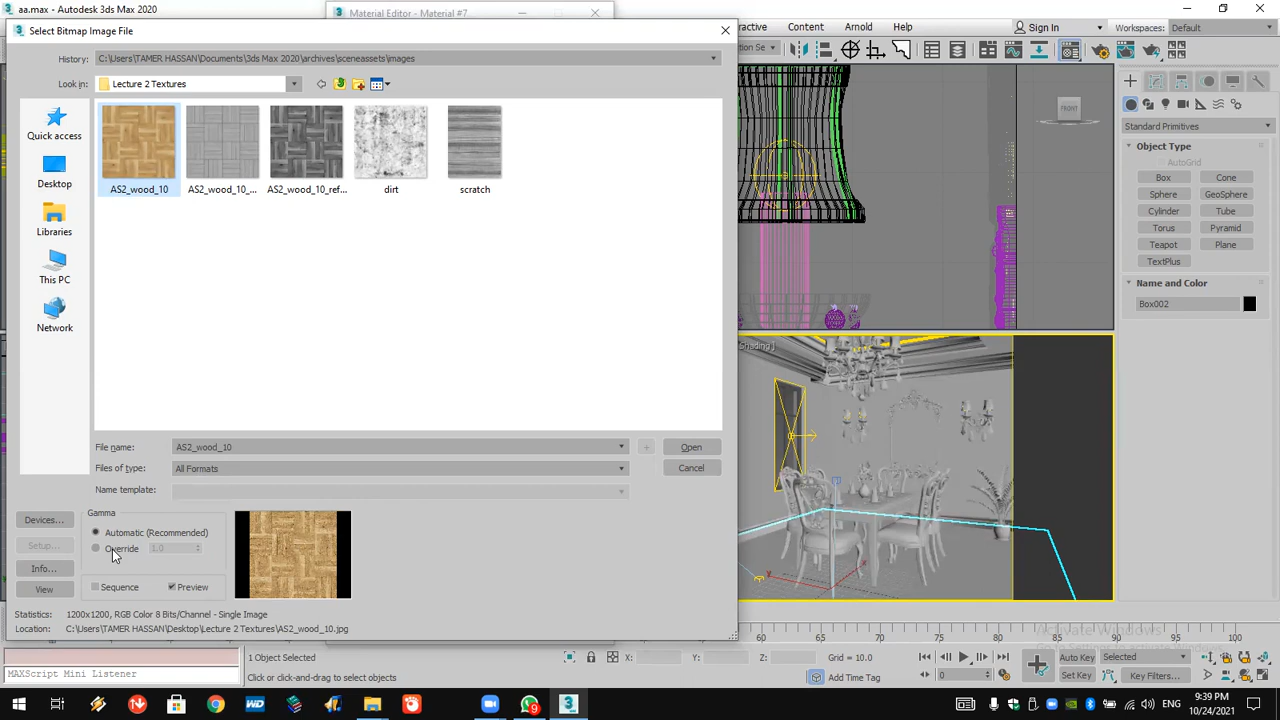 aa.max - Autodesk 3ds Max 2020
Material Editor - Material #7
Select Bitmap Image File
Content
Arnold
Help
Sign In
Workspaces:
Default
History:
C:\Users\TAMER HASSAN\Documents\3ds Max 2020\archives\sceneassets\images
Look in:
Lecture 2 Textures
FRONT
Quick access
Desktop
Libraries
This PC
Network
AS2_wood_10
AS2_wood_10_...
AS2_wood_10_ref...
dirt
scratch
Standard Primitives
Object Type
AutoGrid
Box
Cone
Sphere
GeoSphere
Cylinder
Tube
Torus
Pyramid
Teapot
Plane
TextPlus
Name and Color
Box002
Shading ]
File name:
AS2_wood_10
Open
Files of type:
All Formats
Cancel
Name template:
Devices...
Setup...
Info...
View
Gamma
Automatic (Recommended)
Override
1.0
Sequence
Preview
Statistics:
1200x1200, RGB Color 8 Bits/Channel - Single Image
Location:
C:\Users\TAMER HASSAN\Desktop\Lecture 2 Textures\AS2_wood_10.jpg
60
65
70
75
80
85
90
95
100
Activate Windows
1 Object Selected
X:
Y:
Z:
Grid = 10.0
Auto Key
Selected
MAXScript Mini Listener
Click or click-and-drag to select objects
Add Time Tag
0
Set Key
Key Filters...
ENG
9:39 PM
10/24/2021